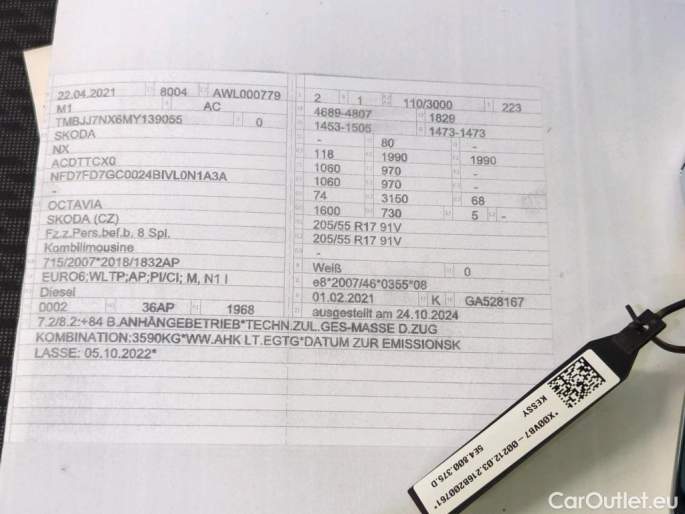 22.04.2021 8004 AWL000779
M1 AC
TMBJJ7NX6MY139055 0
SKODA
NX
ACDTTCX0
NFD7FD7GC0024BIVL0N1A3A
-
OCTAVIA
SKODA (CZ)
Fz.z.Pers.bef.b. 8 Spl.
Kombilimousine
715/2007*2018/1832AP
EURO6;WLTP;AP;PI/CI; M, N1 I
Diesel
0002 36AP 1968
2 1 110/3000 223
4689-4807 1829
1453-1505 1473-1473
- 80 -
118 1990 1990
1060 970 -
1060 970 -
74 3150 68
1600 730 5 -
205/55 R17 91V
205/55 R17 91V
-
Weiß 0
e8*2007/46*0355*08
01.02.2021 K GA528167
ausgestellt am 24.10.2024
7.2/8.2:+84 B.ANHÄNGEBETRIEB*TECHN.ZUL.GES-MASSE D.ZUG
KOMBINATION:3590KG*WW.AHK LT.EGTG*DATUM ZUR EMISSIONSK
LASSE: 05.10.2022*
KESSY
*X00VB7-00212.03.2168200761*
5E4.800.375.D
CarOutlet.eu